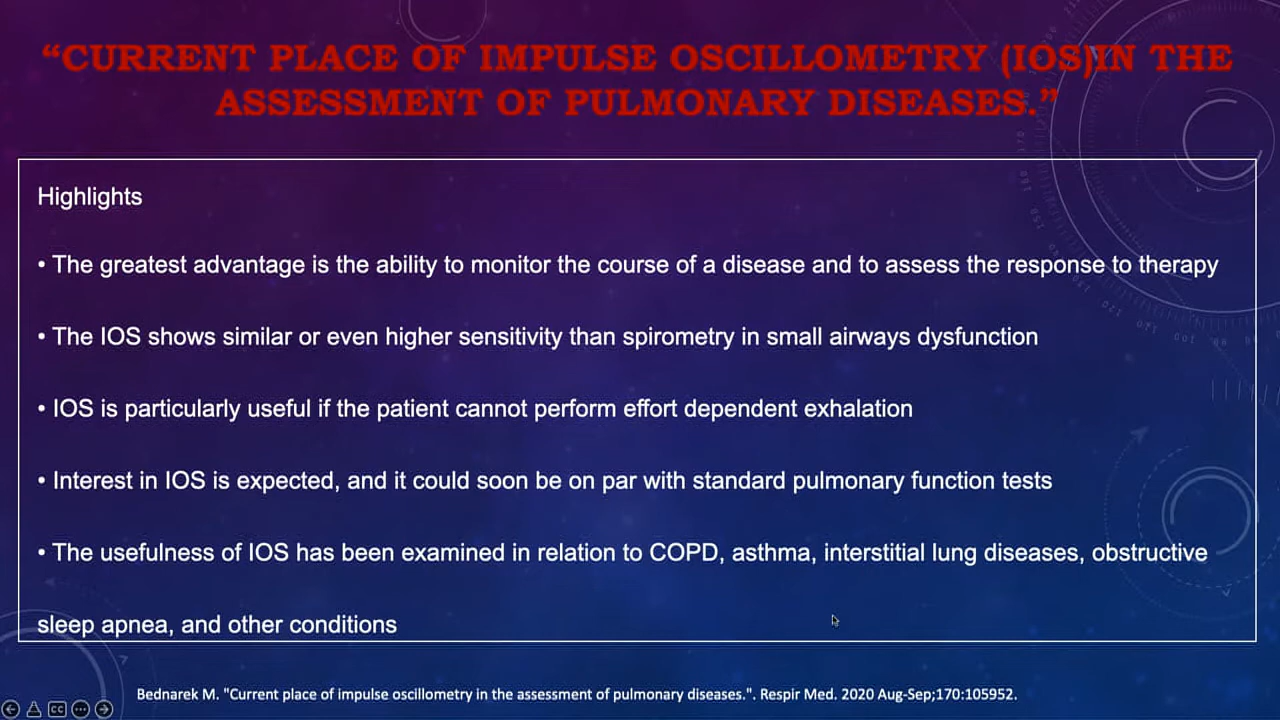 “CURRENT PLACE OF IMPULSE OSCILLOMETRY (IOS)IN THE
ASSESSMENT OF PULMONARY DISEASES.”
Highlights
• The greatest advantage is the ability to monitor the course of a disease and to assess the response to therapy
• The IOS shows similar or even higher sensitivity than spirometry in small airways dysfunction
• IOS is particularly useful if the patient cannot perform effort dependent exhalation
• Interest in IOS is expected, and it could soon be on par with standard pulmonary function tests
• The usefulness of IOS has been examined in relation to COPD, asthma, interstitial lung diseases, obstructive
sleep apnea, and other conditions
Bednarek M. "Current place of impulse oscillometry in the assessment of pulmonary diseases.". Respir Med. 2020 Aug-Sep;170:105952.
CC